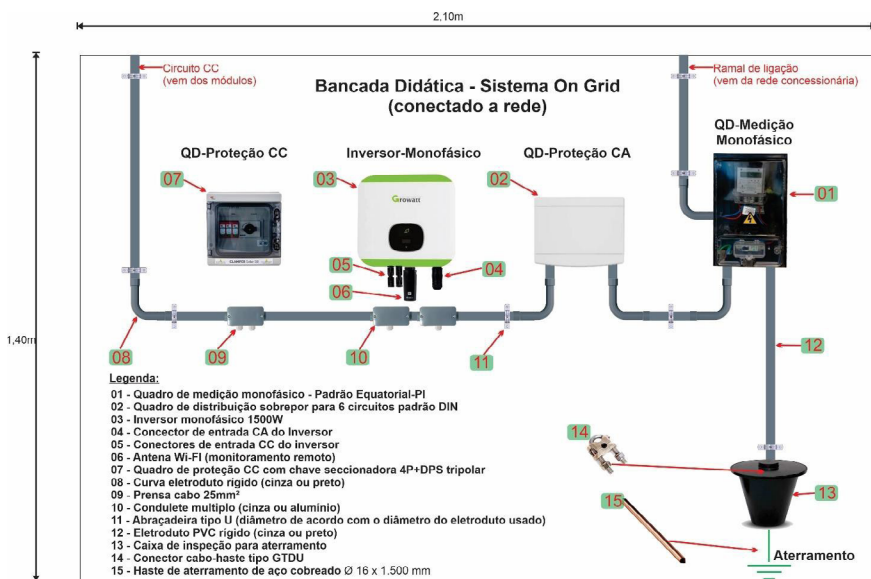 2,10m
1,40m
Circuito CC
(vem dos módulos)
Bancada Didática - Sistema On Grid
(conectado a rede)
Ramal de ligação
(vem da rede concessionária)
QD-Medição
Monofásico
QD-Proteção CC
Inversor-Monofásico
QD-Proteção CA
07
03
02
01
Growatt
05
04
06
08
09
10
11
12
Legenda:
01 - Quadro de medição monofásico - Padrão Equatorial-PI
02 - Quadro de distribuição sobrepor para 6 circuitos padrão DIN
03 - Inversor monofásico 1500W
04 - Concector de entrada CA do Inversor
05 - Conectores de entrada CC do inversor
06 - Antena Wi-FI (monitoramento remoto)
07 - Quadro de proteção CC com chave seccionadora 4P+DPS tripolar
08 - Curva eletroduto rígido (cinza ou preto)
09 - Prensa cabo 25mm²
10 - Condulete multiplo (cinza ou alumínio)
11 - Abraçadeira tipo U (diâmetro de acordo com o diâmetro do eletroduto usado)
12 - Eletroduto PVC rígido (cinza ou preto)
13 - Caixa de inspeção para aterramento
14 - Conector cabo-haste tipo GTDU
15 - Haste de aterramento de aço cobreado Ø 16 x 1.500 mm
14
15
13
Aterramento